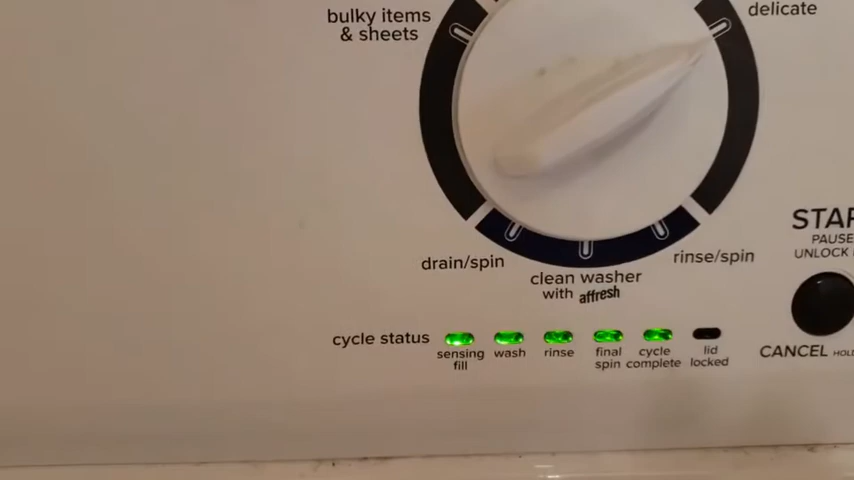 bulky items
& sheets
delicate
drain/spin
clean washer
with affresh
rinse/spin
PAUSE
UNLOCK
cycle status
sensing
fill
wash
rinse
final
spin
cycle
complete
lid
locked
CANCEL